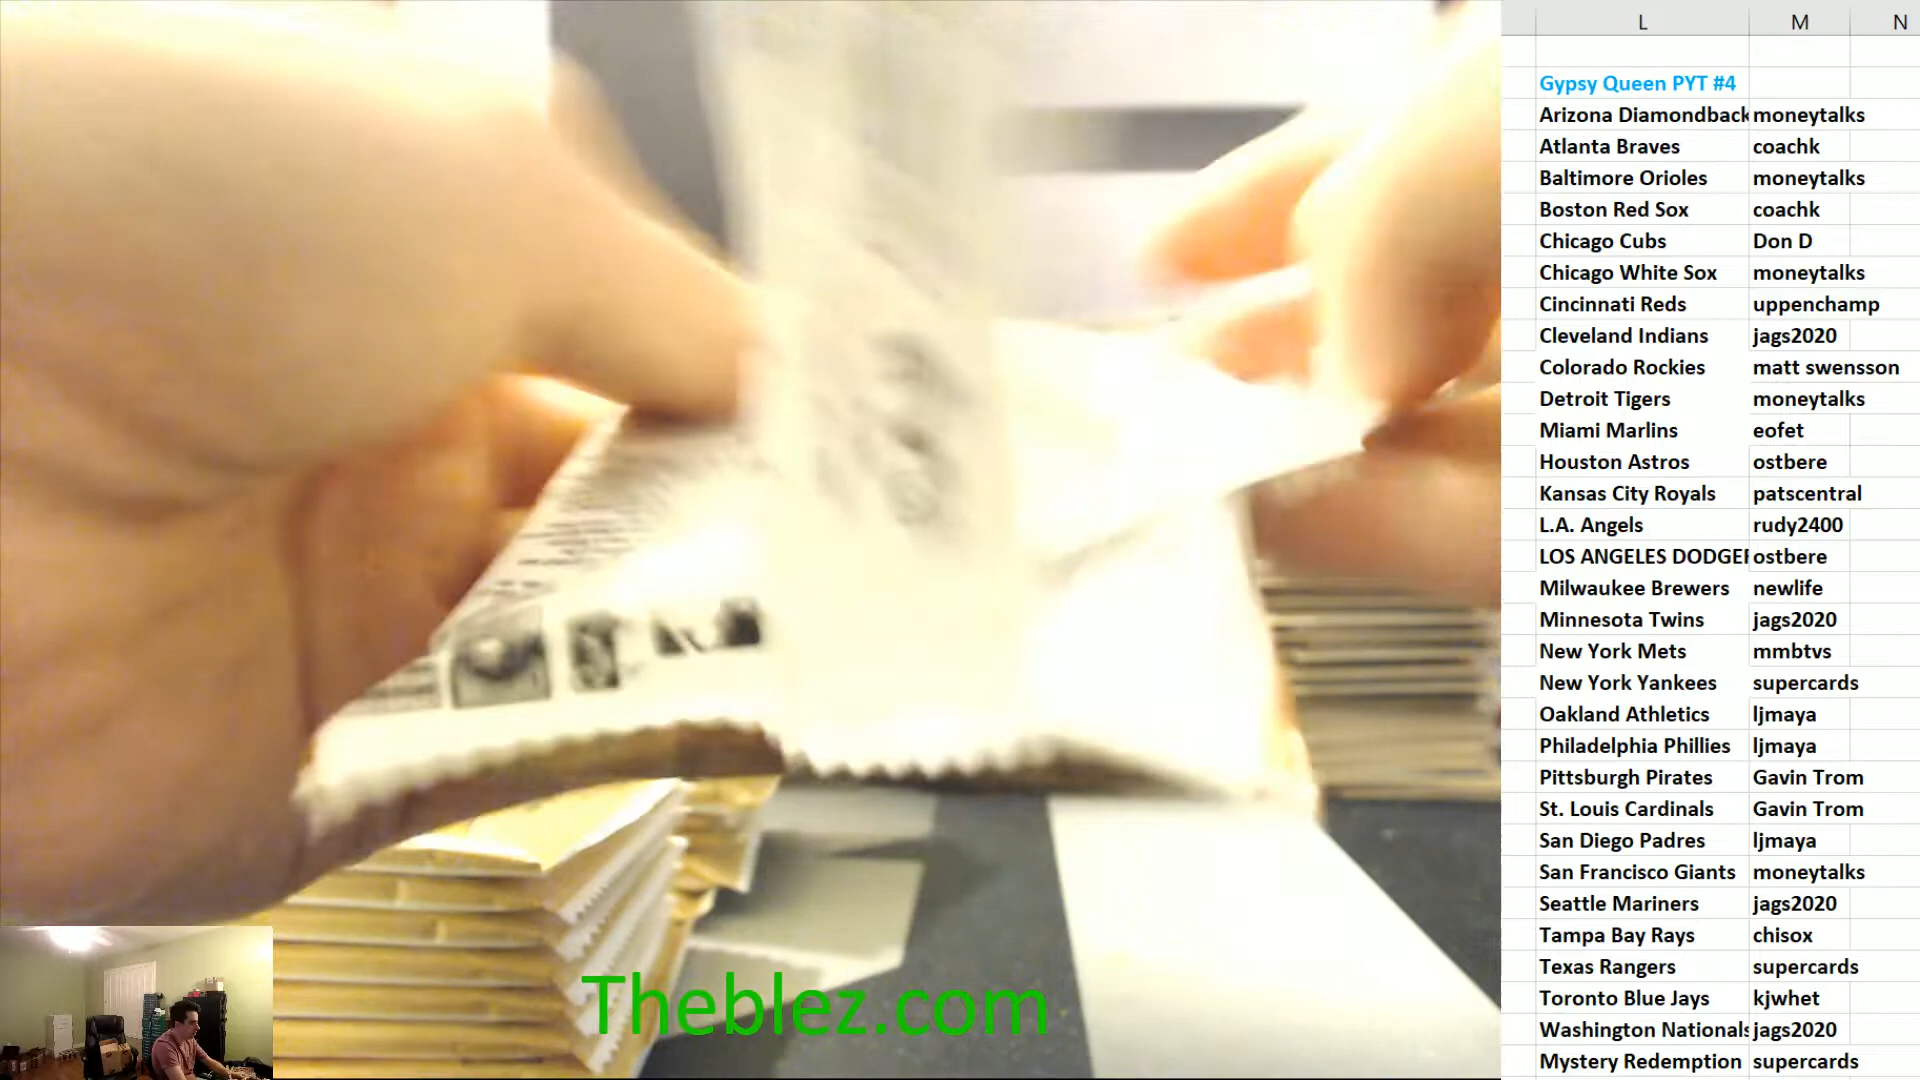 L M N
Gypsy Queen PYT #4
Arizona Diamondback moneytalks
Atlanta Braves coachk
Baltimore Orioles moneytalks
Boston Red Sox coachk
Chicago Cubs Don D
Chicago White Sox moneytalks
Cincinnati Reds uppenchamp
Cleveland Indians jags2020
Colorado Rockies matt swensson
Detroit Tigers moneytalks
Miami Marlins eofet
Houston Astros ostbere
Kansas City Royals patscentral
L.A. Angels rudy2400
LOS ANGELES DODGER ostbere
Milwaukee Brewers newlife
Minnesota Twins jags2020
New York Mets mmbtvs
New York Yankees supercards
Oakland Athletics ljmaya
Philadelphia Phillies ljmaya
Pittsburgh Pirates Gavin Trom
St. Louis Cardinals Gavin Trom
San Diego Padres ljmaya
San Francisco Giants moneytalks
Seattle Mariners jags2020
Tampa Bay Rays chisox
Texas Rangers supercards
Toronto Blue Jays kjwhet
Washington Nationals jags2020
Mystery Redemption supercards
Theblez.com